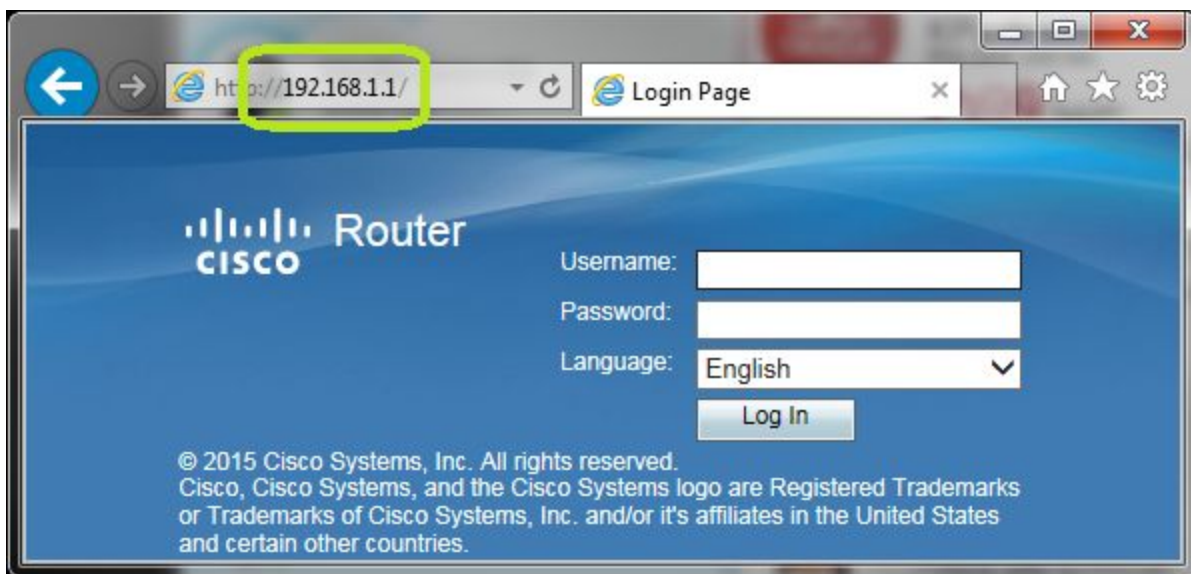 http://192.168.1.1/
Login Page
CISCO
Router
Username:
Password:
Language:
English
Log In
© 2015 Cisco Systems, Inc. All rights reserved.
Cisco, Cisco Systems, and the Cisco Systems logo are Registered Trademarks
or Trademarks of Cisco Systems, Inc. and/or it's affiliates in the United States
and certain other countries.